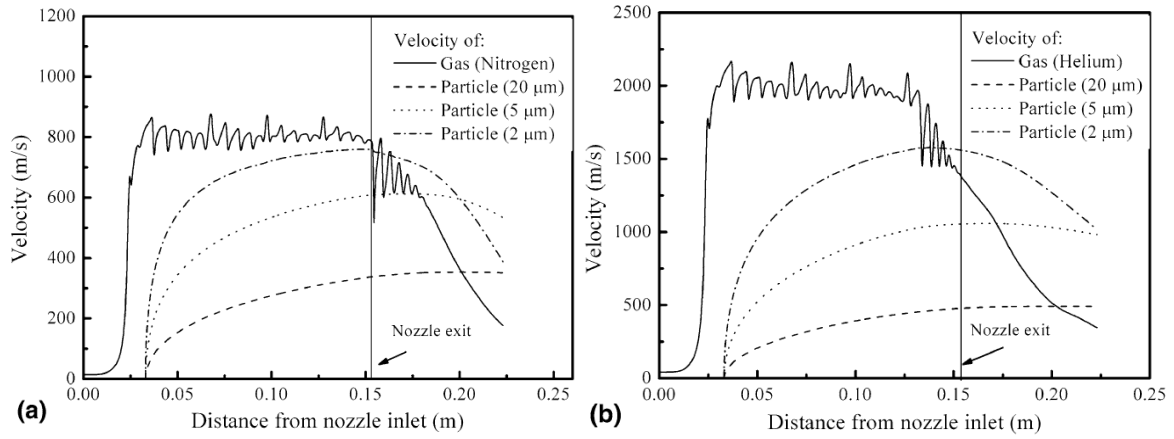 1200
1000
800
600
400
200
0
Velocity (m/s)
Velocity of:
Gas (Nitrogen)
Particle (20 μm)
Particle (5 μm)
Particle (2 μm)
Nozzle exit
0.00 0.05 0.10 0.15 0.20 0.25
Distance from nozzle inlet (m)
(a)
2500
2000
1500
1000
500
0
Velocity (m/s)
Velocity of:
Gas (Helium)
Particle (20 μm)
Particle (5 μm)
Particle (2 μm)
Nozzle exit
0.00 0.05 0.10 0.15 0.20 0.25
Distance from nozzle inlet (m)
(b)